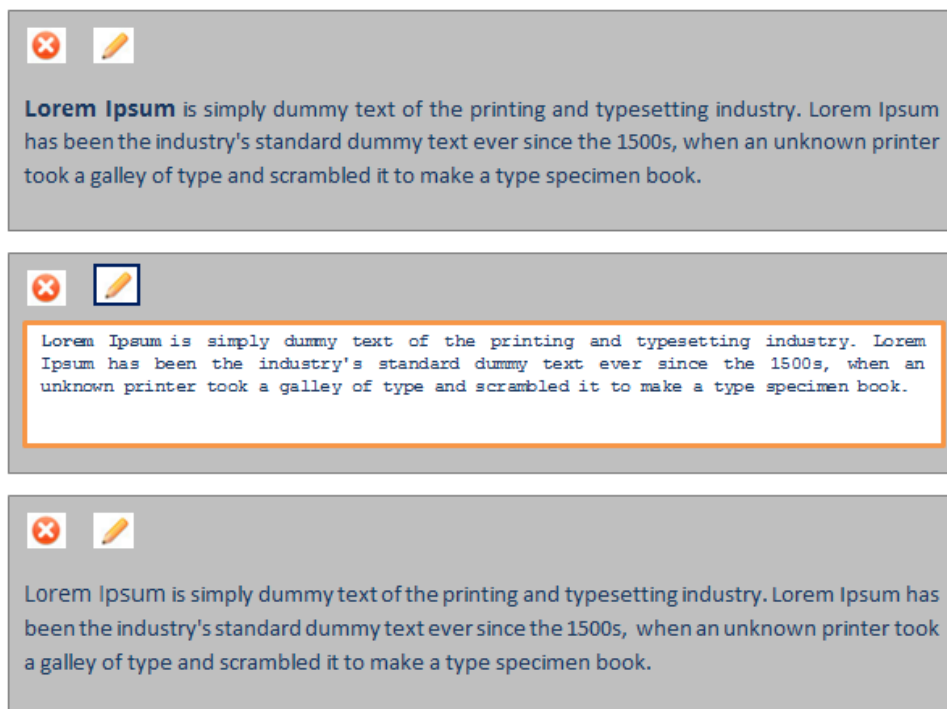 Lorem Ipsum is simply dummy text of the printing and typesetting industry. Lorem Ipsum
has been the industry's standard dummy text ever since the 1500s, when an unknown printer
took a galley of type and scrambled it to make a type specimen book.
Lorem Ipsum is simply dummy text of the printing and typesetting industry. Lorem
Ipsum has been the industry's standard dummy text ever since the 1500s, when an
unknown printer took a galley of type and scrambled it to make a type specimen book.
Lorem Ipsum is simply dummy text of the printing and typesetting industry. Lorem Ipsum has
been the industry's standard dummy text ever since the 1500s, when an unknown printer took
a galley of type and scrambled it to make a type specimen book.